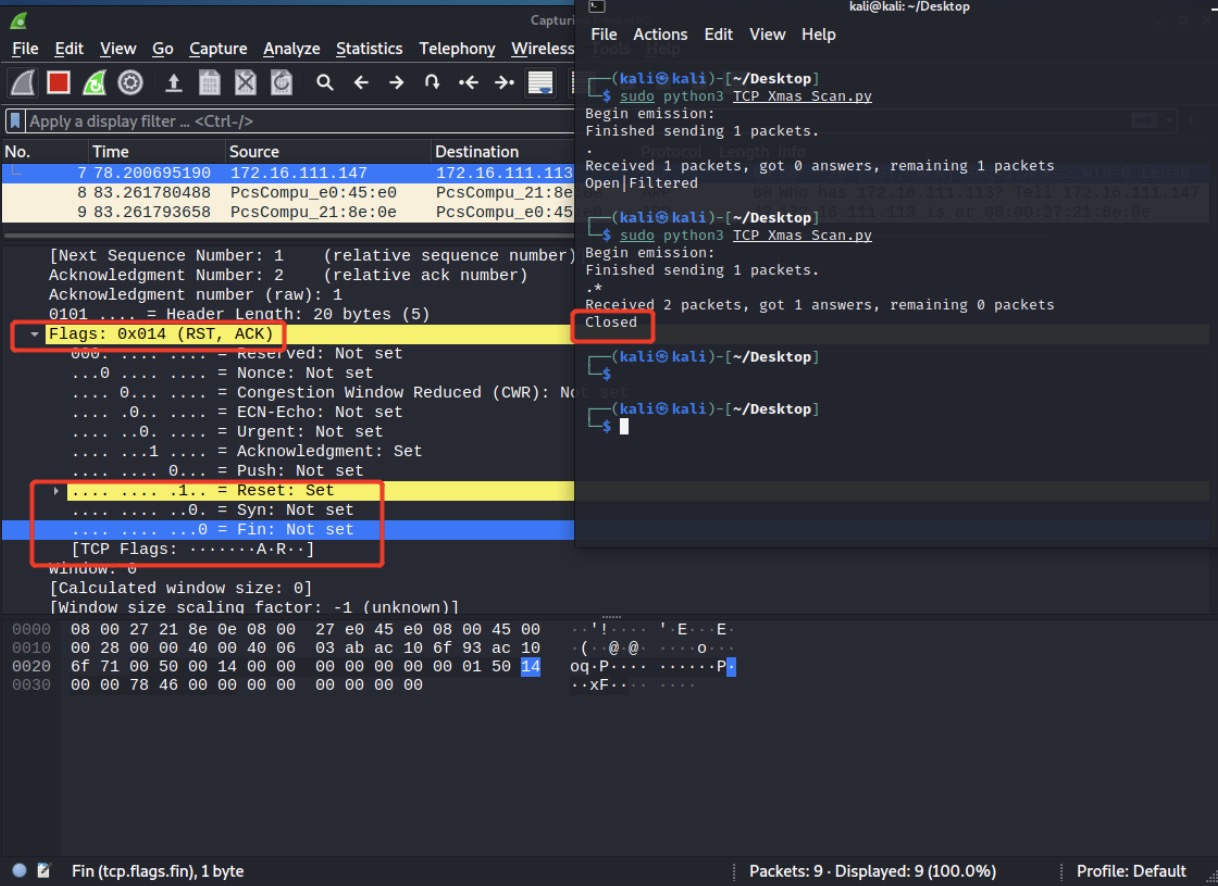 Capturi
File Edit View Go Capture Analyze Statistics Telephony Wireless Tools Help
Apply a display filter … <Ctrl-/>
No. Time Source Destination Protocol Length Info
7 78.200695190 172.16.111.147 172.16.111.113
8 83.261780488 PcsCompu_e0:45:e0 PcsCompu_21:8e 60 Who has 172.16.111.113? Tell 172.16.111.147
9 83.261793658 PcsCompu_21:8e:0e PcsCompu_e0:45 172.16.111.113 is at 08:00:27:21:8e:0e
[Next Sequence Number: 1 (relative sequence number)]
Acknowledgment Number: 2 (relative ack number)
Acknowledgment number (raw): 1
0101 .... = Header Length: 20 bytes (5)
Flags: 0x014 (RST, ACK)
000. .... .... = Reserved: Not set
...0 .... .... = Nonce: Not set
.... 0... .... = Congestion Window Reduced (CWR): Not set
.... .0.. .... = ECN-Echo: Not set
.... ..0. .... = Urgent: Not set
.... ...1 .... = Acknowledgment: Set
.... .... 0... = Push: Not set
.... .... .1.. = Reset: Set
.... .... ..0. = Syn: Not set
.... .... ...0 = Fin: Not set
[TCP Flags: ·······A·R··]
Window: 0
[Calculated window size: 0]
[Window size scaling factor: -1 (unknown)]
0000 08 00 27 21 8e 0e 08 00 27 e0 45 e0 08 00 45 00 ··'!···· '·E···E·
0010 00 28 00 00 40 00 40 06 03 ab ac 10 6f 93 ac 10 ·(··@·@· ····o···
0020 6f 71 00 50 00 14 00 00 00 00 00 00 00 01 50 14 oq·P···· ······P·
0030 00 00 78 46 00 00 00 00 00 00 00 00 ··xF···· ····
Fin (tcp.flags.fin), 1 byte
Packets: 9 · Displayed: 9 (100.0%)
Profile: Default
kali@kali: ~/Desktop
File Actions Edit View Help
┌──(kali㉿kali)-[~/Desktop]
└─$ sudo python3 TCP_Xmas_Scan.py
Begin emission:
Finished sending 1 packets.
.
Received 1 packets, got 0 answers, remaining 1 packets
Open|Filtered
┌──(kali㉿kali)-[~/Desktop]
└─$ sudo python3 TCP_Xmas_Scan.py
Begin emission:
Finished sending 1 packets.
.*
Received 2 packets, got 1 answers, remaining 0 packets
Closed
┌──(kali㉿kali)-[~/Desktop]
└─$
┌──(kali㉿kali)-[~/Desktop]
└─$